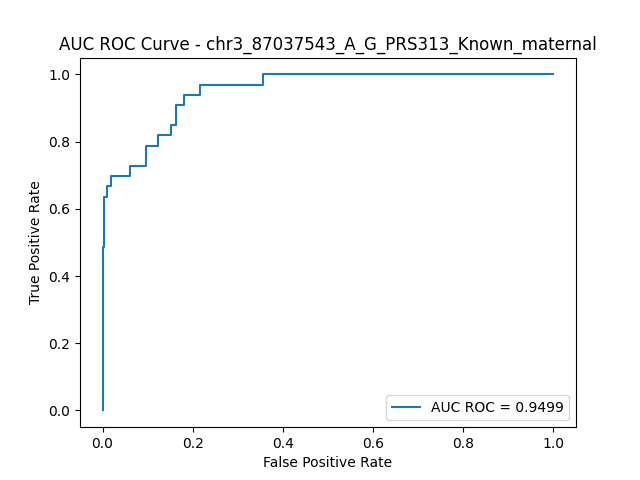 AUC ROC Curve - chr3_87037543_A_G_PRS313_Known_maternal
1.0
0.8
0.6
0.4
0.2
0.0
True Positive Rate
AUC ROC = 0.9499
0.0 0.2 0.4 0.6 0.8 1.0
False Positive Rate